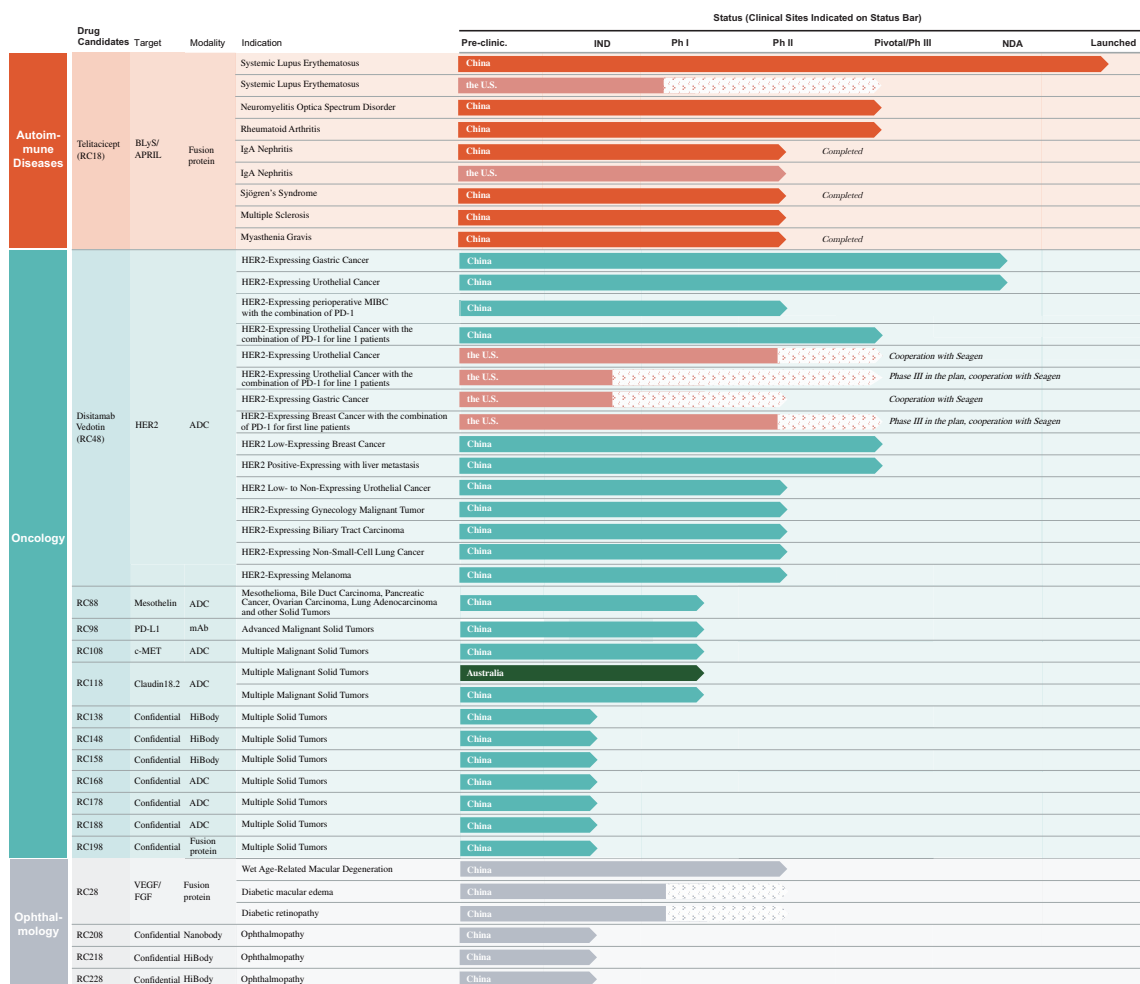 Status (Clinical Sites Indicated on Status Bar)
Drug
Candidates Target Modality Indication Pre-clinic. IND Ph I Ph II Pivotal/Ph III NDA Launched
Autoim-
mune
Diseases
Telitacicept
(RC18)
BLyS/
APRIL
Fusion
protein
Systemic Lupus Erythematosus China
Systemic Lupus Erythematosus the U.S.
Neuromyelitis Optica Spectrum Disorder China
Rheumatoid Arthritis China
IgA Nephritis China Completed
IgA Nephritis the U.S.
Sjögren's Syndrome China Completed
Multiple Sclerosis China
Myasthenia Gravis China Completed
Oncology
Disitamab
Vedotin
(RC48)
HER2 ADC
HER2-Expressing Gastric Cancer China
HER2-Expressing Urothelial Cancer China
HER2-Expressing perioperative MIBC
with the combination of PD-1 China
HER2-Expressing Urothelial Cancer with the
combination of PD-1 for line 1 patients China
HER2-Expressing Urothelial Cancer the U.S. Cooperation with Seagen
HER2-Expressing Urothelial Cancer with the
combination of PD-1 for line 1 patients the U.S. Phase III in the plan, cooperation with Seagen
HER2-Expressing Gastric Cancer the U.S. Cooperation with Seagen
HER2-Expressing Breast Cancer with the combination
of PD-1 for first line patients the U.S. Phase III in the plan, cooperation with Seagen
HER2 Low-Expressing Breast Cancer China
HER2 Positive-Expressing with liver metastasis China
HER2 Low- to Non-Expressing Urothelial Cancer China
HER2-Expressing Gynecology Malignant Tumor China
HER2-Expressing Biliary Tract Carcinoma China
HER2-Expressing Non-Small-Cell Lung Cancer China
HER2-Expressing Melanoma China
RC88 Mesothelin ADC
Mesothelioma, Bile Duct Carcinoma, Pancreatic
Cancer, Ovarian Carcinoma, Lung Adenocarcinoma
and other Solid Tumors China
RC98 PD-L1 mAb Advanced Malignant Solid Tumors China
RC108 c-MET ADC Multiple Malignant Solid Tumors China
RC118 Claudin18.2 ADC
Multiple Malignant Solid Tumors Australia
Multiple Malignant Solid Tumors China
RC138 Confidential HiBody Multiple Solid Tumors China
RC148 Confidential HiBody Multiple Solid Tumors China
RC158 Confidential HiBody Multiple Solid Tumors China
RC168 Confidential ADC Multiple Solid Tumors China
RC178 Confidential ADC Multiple Solid Tumors China
RC188 Confidential ADC Multiple Solid Tumors China
RC198 Confidential Fusion
protein Multiple Solid Tumors China
Ophthal-
mology
RC28
VEGF/
FGF
Fusion
protein
Wet Age-Related Macular Degeneration China
Diabetic macular edema China
Diabetic retinopathy China
RC208 Confidential Nanobody Ophthalmopathy China
RC218 Confidential HiBody Ophthalmopathy China
RC228 Confidential HiBody Ophthalmopathy China